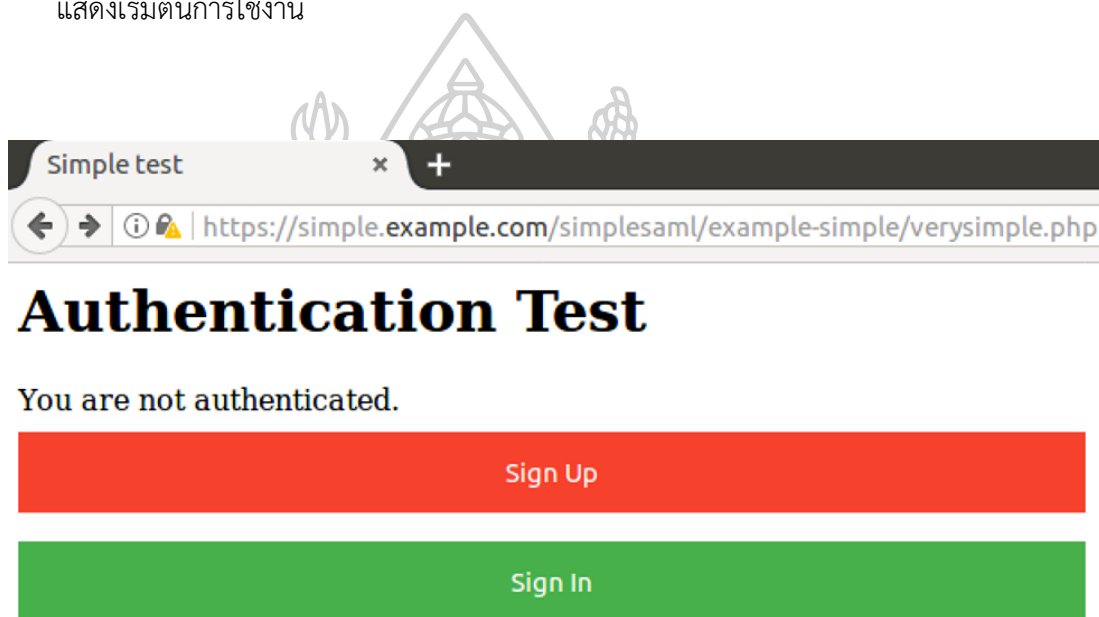 แสดงเริ่มต้นการใช้งาน
Simple test × +
https://simple.example.com/simplesaml/example-simple/verysimple.php
Authentication Test
You are not authenticated.
Sign Up
Sign In